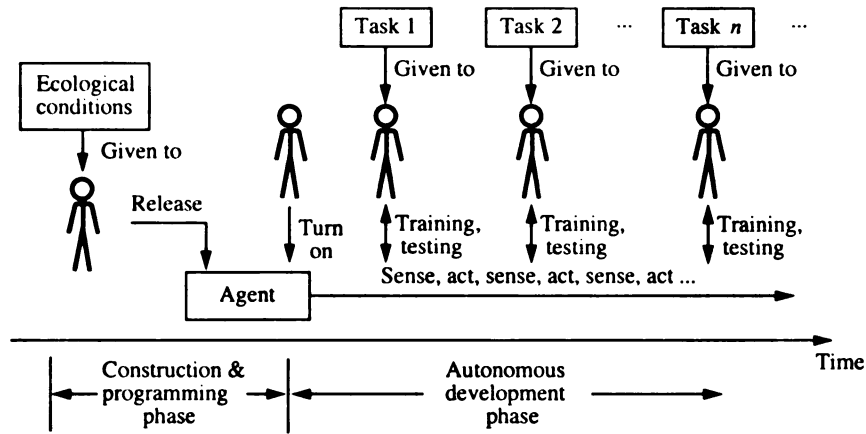 Task 1
Task 2
...
Task n
...
Given to
Given to
Given to
Ecological
conditions
Given to
Release
Turn
on
Training,
testing
Training,
testing
Training,
testing
Agent
Sense, act, sense, act, sense, act ...
Time
Construction &
programming
phase
Autonomous
development
phase